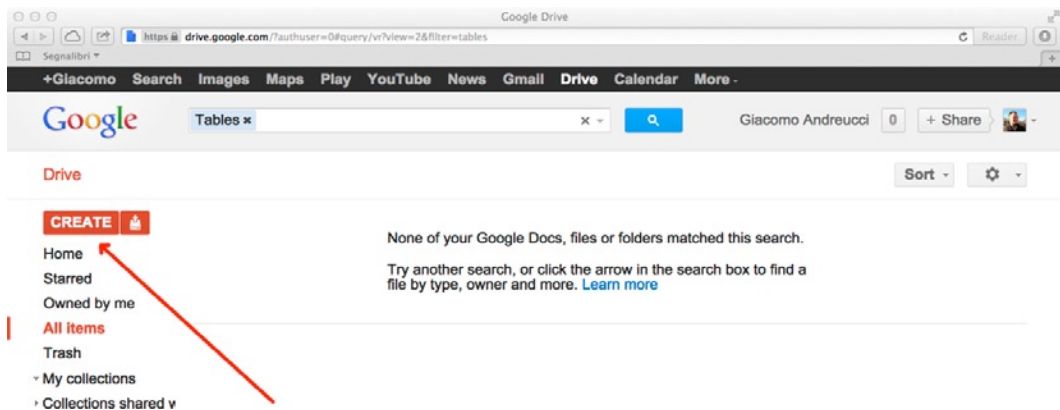 Google Drive
https drive.google.com/?authuser=0#query/vr?view=2&filter=tables
Reader
Segnalibri
+Giacomo Search Images Maps Play YouTube News Gmail Drive Calendar More
Google Tables × × Giacomo Andreucci 0 + Share
Drive Sort
CREATE
Home
Starred
Owned by me
All items
Trash
My collections
Collections shared w
None of your Google Docs, files or folders matched this search.
Try another search, or click the arrow in the search box to find a
file by type, owner and more. Learn more